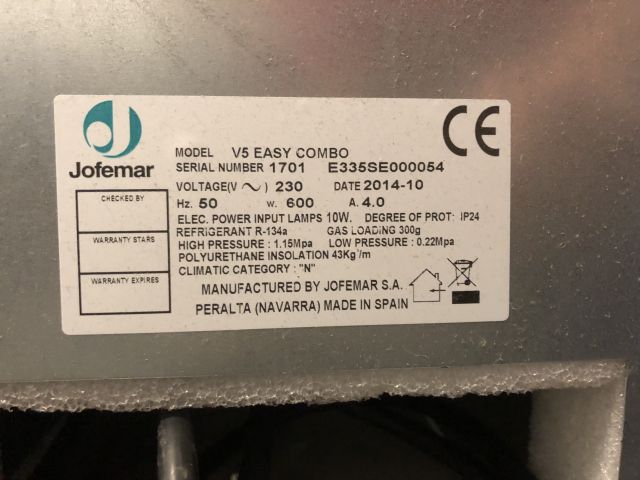 Jofemar
CE
MODEL V5 EASY COMBO
SERIAL NUMBER 1701 E335SE000054
VOLTAGE(V ~) 230 DATE 2014-10
Hz. 50 w. 600 A. 4.0
ELEC. POWER INPUT LAMPS 10W. DEGREE OF PROT: IP24
REFRIGERANT R-134a GAS LOADING 300g
HIGH PRESSURE : 1.15Mpa LOW PRESSURE : 0.22Mpa
POLYURETHANE INSOLATION 43Kg³/m
CLIMATIC CATEGORY : "N"
MANUFACTURED BY JOFEMAR S.A.
PERALTA (NAVARRA) MADE IN SPAIN
CHECKED BY
WARRANTY STARS
WARRANTY EXPIRES